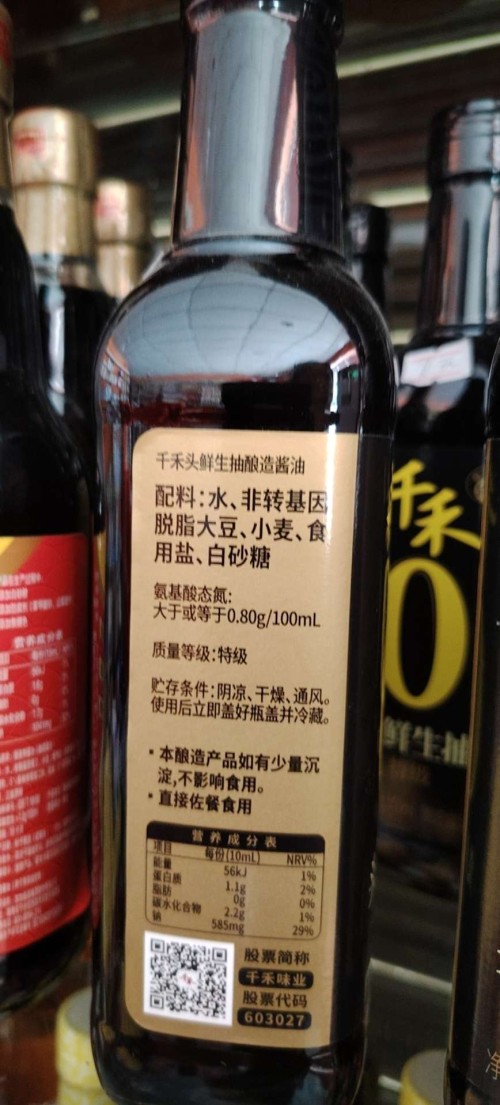 千禾头鲜生抽酿造酱油
配料:水、非转基因
脱脂大豆、小麦、食
用盐、白砂糖
氨基酸态氮:
大于或等于0.80g/100mL
质量等级:特级
贮存条件:阴凉、干燥、通风。
使用后立即盖好瓶盖并冷藏。
·本酿造产品如有少量沉
淀,不影响食用。
·直接佐餐食用
营养成分表
项目 每份(10mL) NRV%
能量 56kJ 1%
蛋白质 1.1g 2%
脂肪 0g 0%
碳水化合物 2.2g 1%
钠 585mg 29%
股票简称
千禾味业
股票代码
603027
千禾
0
鲜生抽
营养成分表
净